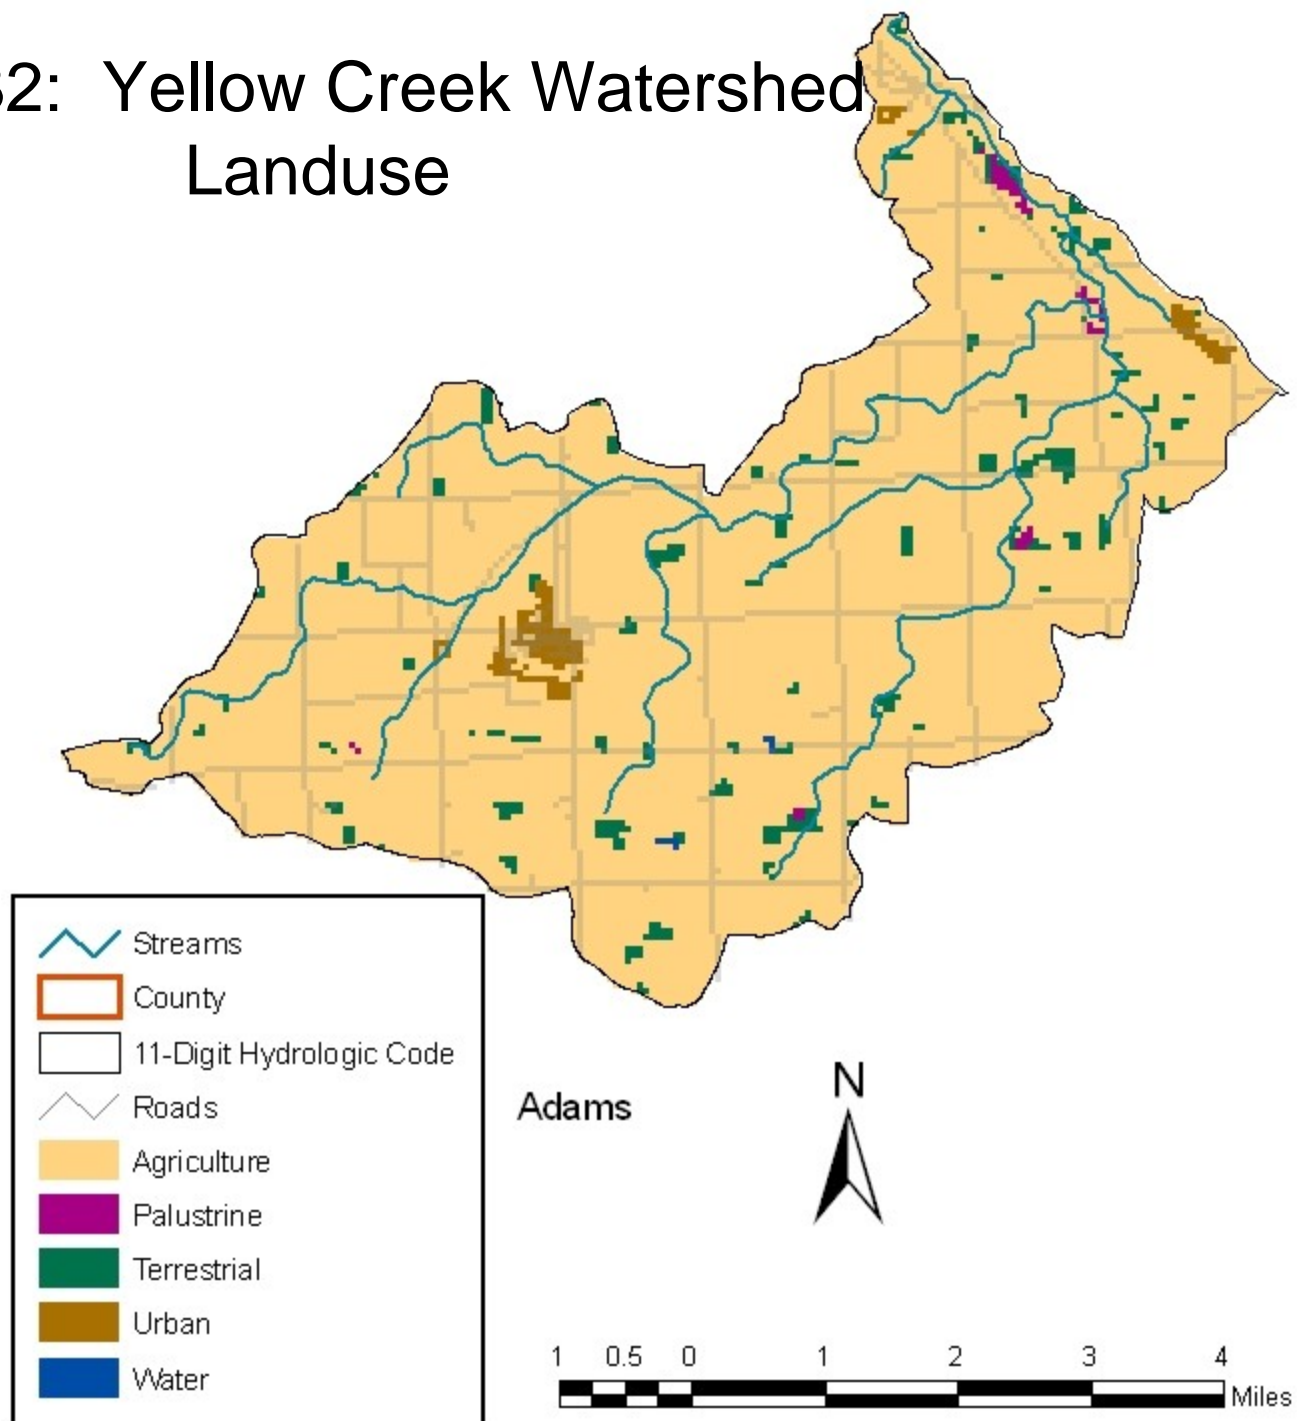 2: Yellow Creek Watershed
Landuse
Streams
County
11-Digit Hydrologic Code
Roads
Agriculture
Palustrine
Terrestrial
Urban
Water
Adams
N
1 0.5 0 1 2 3 4
Miles